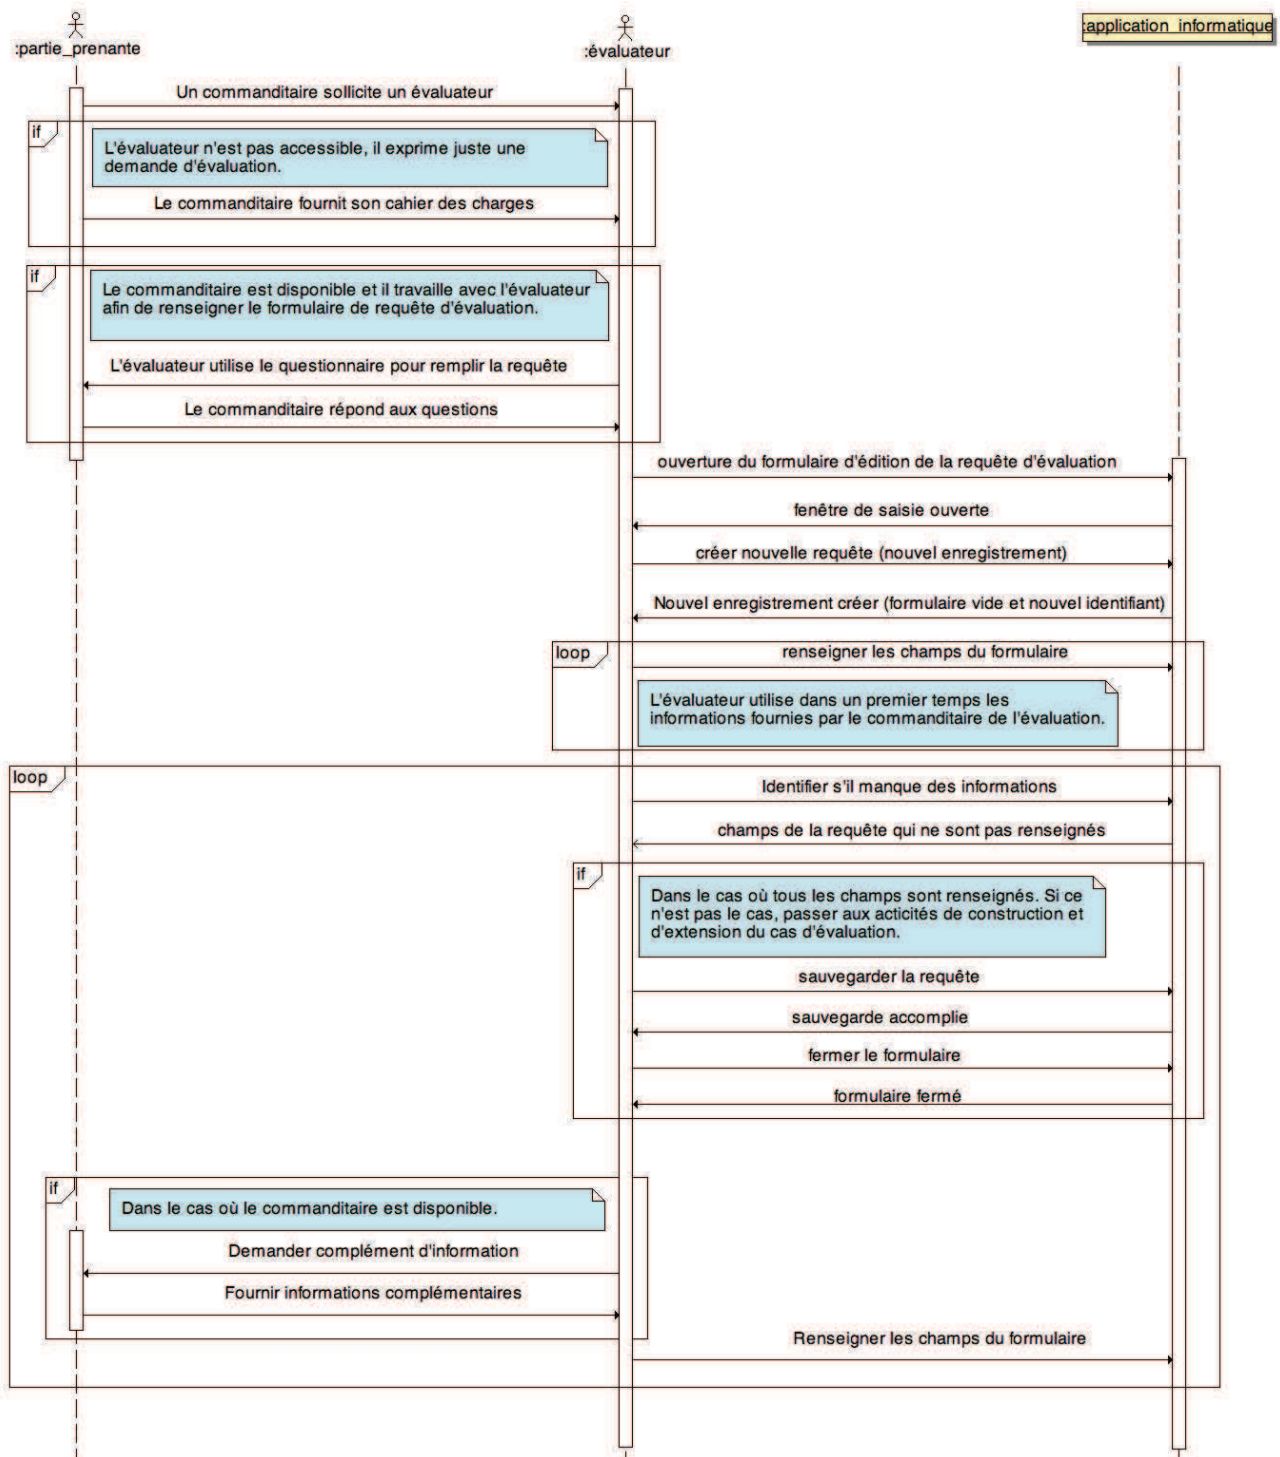 :partie_prenante
:évaluateur
:application_informatique
Un commanditaire sollicite un évaluateur
if
L'évaluateur n'est pas accessible, il exprime juste une
demande d'évaluation.
Le commanditaire fournit son cahier des charges
if
Le commanditaire est disponible et il travaille avec l'évaluateur
afin de renseigner le formulaire de requête d'évaluation.
L'évaluateur utilise le questionnaire pour remplir la requête
Le commanditaire répond aux questions
ouverture du formulaire d'édition de la requête d'évaluation
fenêtre de saisie ouverte
créer nouvelle requête (nouvel enregistrement)
Nouvel enregistrement créer (formulaire vide et nouvel identifiant)
loop
renseigner les champs du formulaire
L'évaluateur utilise dans un premier temps les
informations fournies par le commanditaire de l'évaluation.
loop
Identifier s'il manque des informations
champs de la requête qui ne sont pas renseignés
if
Dans le cas où tous les champs sont renseignés. Si ce
n'est pas le cas, passer aux acticités de construction et
d'extension du cas d'évaluation.
sauvegarder la requête
sauvegarde accomplie
fermer le formulaire
formulaire fermé
if
Dans le cas où le commanditaire est disponible.
Demander complément d'information
Fournir informations complémentaires
Renseigner les champs du formulaire